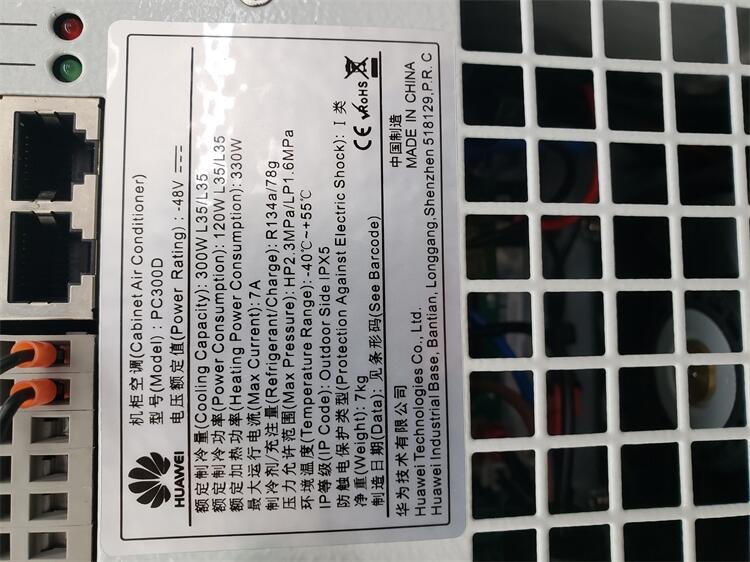 HUAWEI
机柜空调(Cabinet Air Conditioner)
型号(Model) : PC300D
电压额定值(Power Rating) : -48V
额定制冷量(Cooling Capacity): 300W L35/L35
额定制冷功率(Power Consumption): 120W L35/L35
额定加热功率(Heating Power Consumption): 330W
最大运行电流(Max Current): 7A
制冷剂/充注量(Refrigerant/Charge): R134a/78g
压力允许范围(Max Pressure): HP2.3MPa/LP1.6MPa
环境温度(Temperature Range): -40℃~+55℃
IP等级(IP Code): Outdoor Side IPX5
防触电保护类型(Protection Against Electric Shock): I 类
净重(Weight): 7kg
制造日期(Data): 见条形码(See Barcode)
CE RoHS
华为技术有限公司
中国制造
Huawei Technologies Co., Ltd.
MADE IN CHINA
Huawei Industrial Base, Bantian, Longgang, Shenzhen 518129, P.R. C